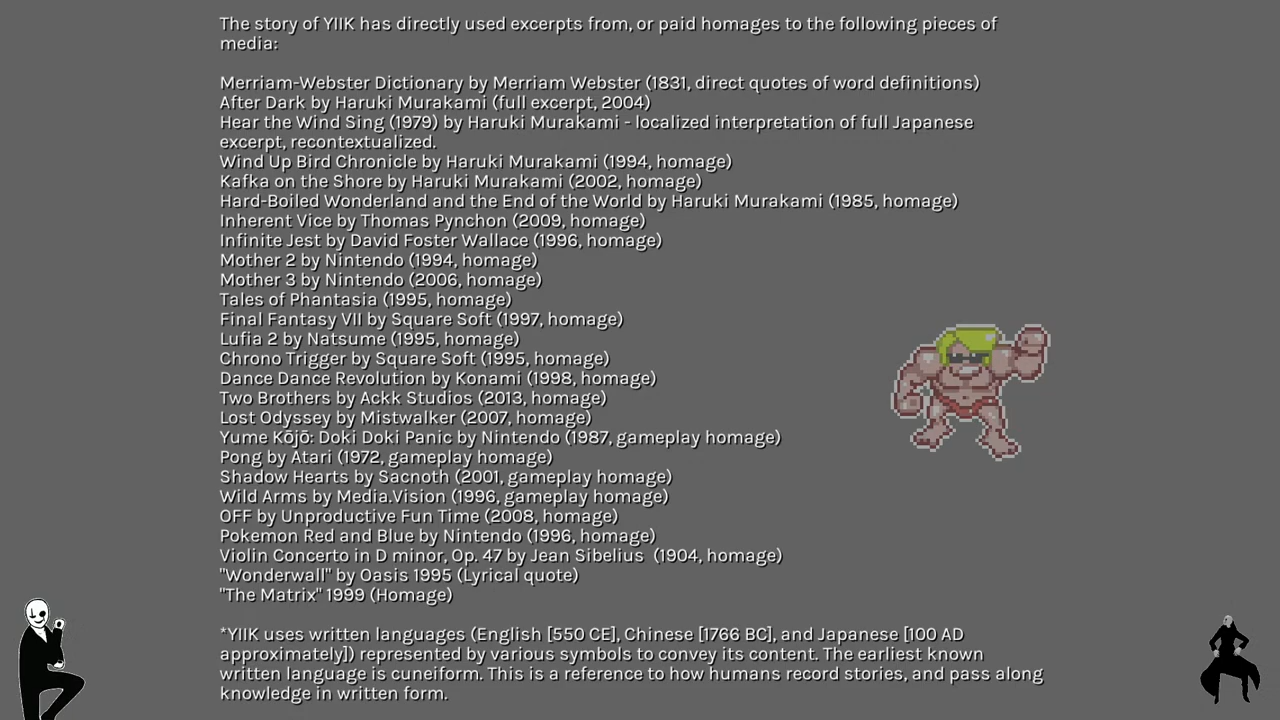 The story of YIIK has directly used excerpts from, or paid homages to the following pieces of
media:
Merriam-Webster Dictionary by Merriam Webster (1831, direct quotes of word definitions)
After Dark by Haruki Murakami (full excerpt, 2004)
Hear the Wind Sing (1979) by Haruki Murakami - localized interpretation of full Japanese
excerpt, recontextualized.
Wind Up Bird Chronicle by Haruki Murakami (1994, homage)
Kafka on the Shore by Haruki Murakami (2002, homage)
Hard-Boiled Wonderland and the End of the World by Haruki Murakami (1985, homage)
Inherent Vice by Thomas Pynchon (2009, homage)
Infinite Jest by David Foster Wallace (1996, homage)
Mother 2 by Nintendo (1994, homage)
Mother 3 by Nintendo (2006, homage)
Tales of Phantasia (1995, homage)
Final Fantasy VII by Square Soft (1997, homage)
Lufia 2 by Natsume (1995, homage)
Chrono Trigger by Square Soft (1995, homage)
Dance Dance Revolution by Konami (1998, homage)
Two Brothers by Ackk Studios (2013, homage)
Lost Odyssey by Mistwalker (2007, homage)
Yume Kōjō: Doki Doki Panic by Nintendo (1987, gameplay homage)
Pong by Atari (1972, gameplay homage)
Shadow Hearts by Sacnoth (2001, gameplay homage)
Wild Arms by Media.Vision (1996, gameplay homage)
OFF by Unproductive Fun Time (2008, homage)
Pokemon Red and Blue by Nintendo (1996, homage)
Violin Concerto in D minor, Op. 47 by Jean Sibelius  (1904, homage)
"Wonderwall" by Oasis 1995 (Lyrical quote)
"The Matrix" 1999 (Homage)
*YIIK uses written languages (English [550 CE], Chinese [1766 BC], and Japanese [100 AD
approximately]) represented by various symbols to convey its content. The earliest known
written language is cuneiform. This is a reference to how humans record stories, and pass along
knowledge in written form.